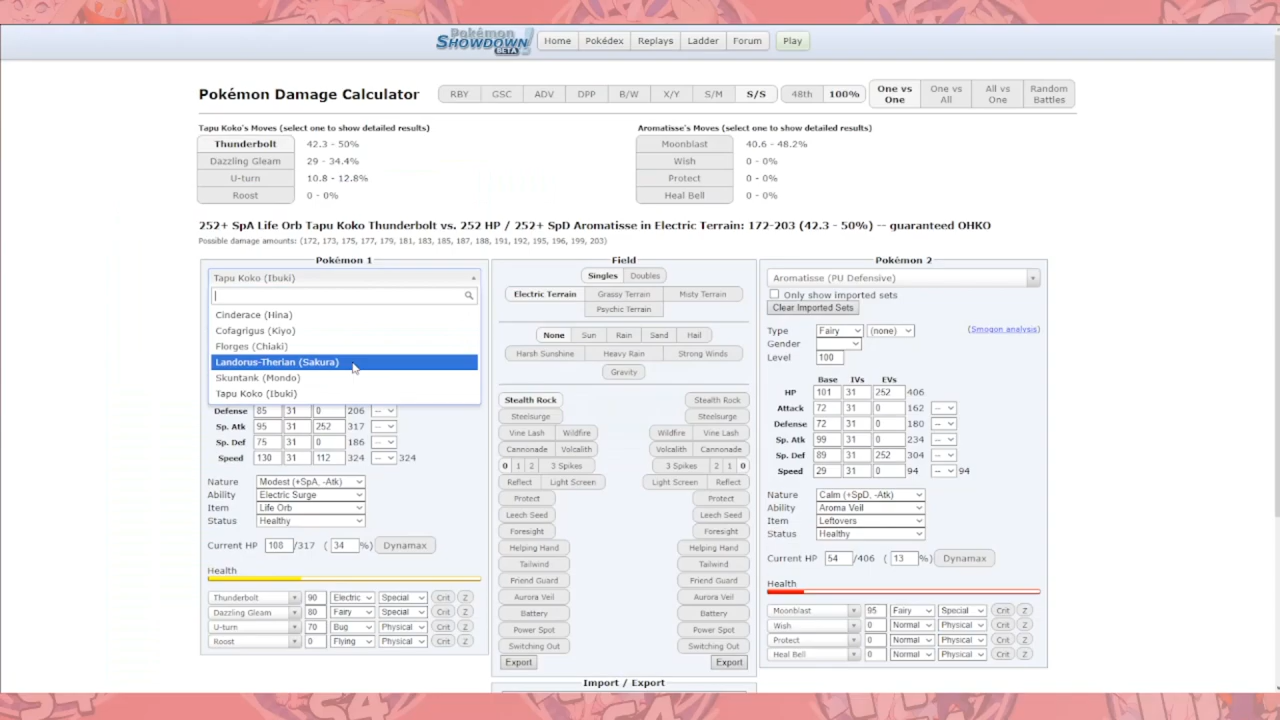 Pokémon
SHOWDOWN!
BETA
Home Pokédex Replays Ladder Forum Play
Pokémon Damage Calculator RBY GSC ADV DPP B/W X/Y S/M S/S 48th 100% One vs One One vs All All vs One Random Battles
Tapu Koko's Moves (select one to show detailed results) Aromatisse's Moves (select one to show detailed results)
Thunderbolt 42.3 - 50% Moonblast 40.6 - 48.2%
Dazzling Gleam 29 - 34.4% Wish 0 - 0%
U-turn 10.8 - 12.8% Protect 0 - 0%
Roost 0 - 0% Heal Bell 0 - 0%
252+ SpA Life Orb Tapu Koko Thunderbolt vs. 252 HP / 252+ SpD Aromatisse in Electric Terrain: 172-203 (42.3 - 50%) -- guaranteed OHKO
Possible damage amounts: (172, 173, 175, 177, 179, 181, 183, 185, 187, 188, 191, 192, 195, 196, 199, 203)
Pokémon 1
Tapu Koko (Ibuki)
Cinderace (Hina)
Cofagrigus (Kiyo)
Florges (Chiaki)
Landorus-Therian (Sakura)
Skuntank (Mondo)
Tapu Koko (Ibuki)
Defense 85 31 0 206 --
Sp. Atk 95 31 252 317 --
Sp. Def 75 31 0 186 --
Speed 130 31 112 324 -- 324
Nature Modest (+SpA, -Atk)
Ability Electric Surge
Item Life Orb
Status Healthy
Current HP 108 /317 ( 34 %) Dynamax
Health
Thunderbolt 90 Electric Special Crit Z
Dazzling Gleam 80 Fairy Special Crit Z
U-turn 70 Bug Physical Crit Z
Roost 0 Flying Physical Crit Z
Field
Singles Doubles
Electric Terrain Grassy Terrain Misty Terrain
Psychic Terrain
None Sun Rain Sand Hail
Harsh Sunshine Heavy Rain Strong Winds
Gravity
Stealth Rock Stealth Rock
Steelsurge Steelsurge
Vine Lash Wildfire Wildfire Vine Lash
Cannonade Volcalith Volcalith Cannonade
0 1 2 3 Spikes 3 Spikes 2 1 0
Reflect Light Screen Light Screen Reflect
Protect Protect
Leech Seed Leech Seed
Foresight Foresight
Helping Hand Helping Hand
Tailwind Tailwind
Friend Guard Friend Guard
Aurora Veil Aurora Veil
Battery Battery
Power Spot Power Spot
Switching Out Switching Out
Export Export
Import / Export
Pokémon 2
Aromatisse (PU Defensive)
Only show imported sets
Clear Imported Sets
Type Fairy (none) (Smogon analysis)
Gender
Level 100
Base IVs EVs
HP 101 31 252 406
Attack 72 31 0 162 --
Defense 72 31 0 180 --
Sp. Atk 99 31 0 234 --
Sp. Def 89 31 252 304 --
Speed 29 31 0 94 -- 94
Nature Calm (+SpD, -Atk)
Ability Aroma Veil
Item Leftovers
Status Healthy
Current HP 54 /406 ( 13 %) Dynamax
Health
Moonblast 95 Fairy Special Crit Z
Wish 0 Normal Physical Crit Z
Protect 0 Normal Physical Crit Z
Heal Bell 0 Normal Physical Crit Z